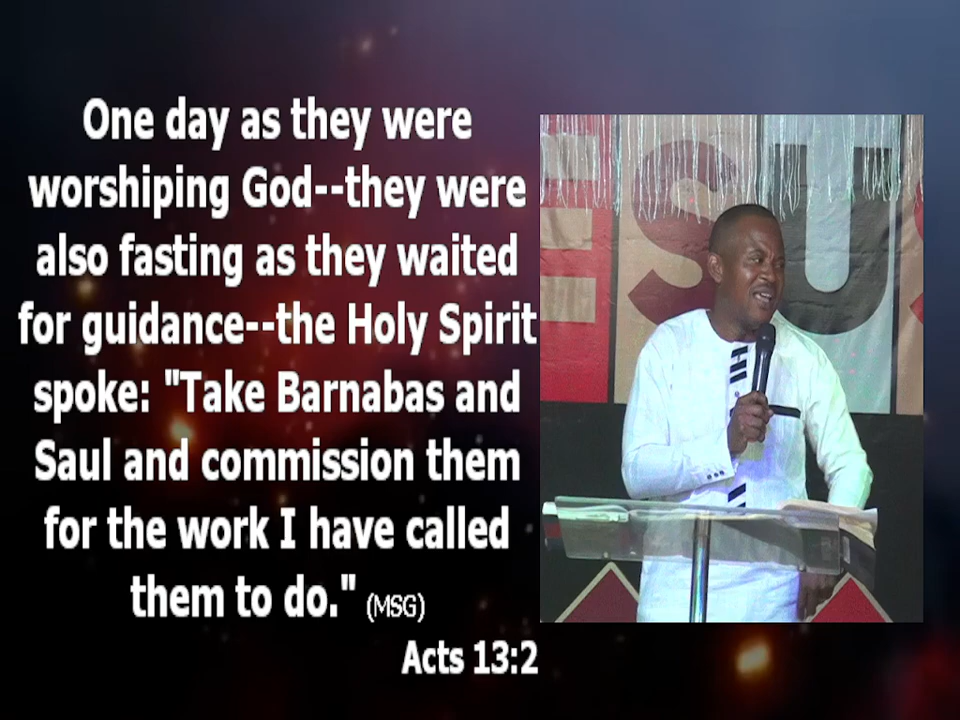 One day as they were
worshiping God--they were
also fasting as they waited
for guidance--the Holy Spirit
spoke: "Take Barnabas and
Saul and commission them
for the work I have called
them to do." (MSG)
Acts 13:2
ESUS